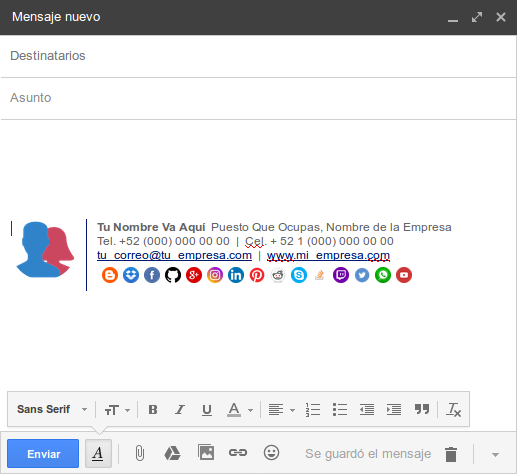 Mensaje nuevo
Destinatarios
Asunto
Tu Nombre Va Aquí Puesto Que Ocupas, Nombre de la Empresa
Tel. +52 (000) 000 00 00 | Cel. + 52 1 (000) 000 00 00
tu_correo@tu_empresa.com | www.mi_empresa.com
Sans Serif
Enviar
Se guardó el mensaje